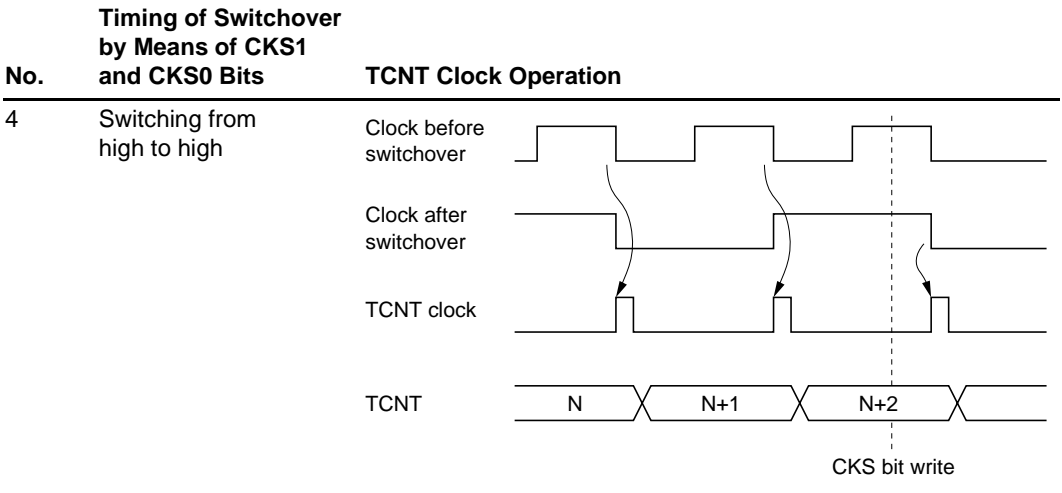 Timing of Switchover
by Means of CKS1
No. and CKS0 Bits TCNT Clock Operation
4 Switching from
high to high
Clock before
switchover
Clock after
switchover
TCNT clock
TCNT N N+1 N+2
CKS bit write